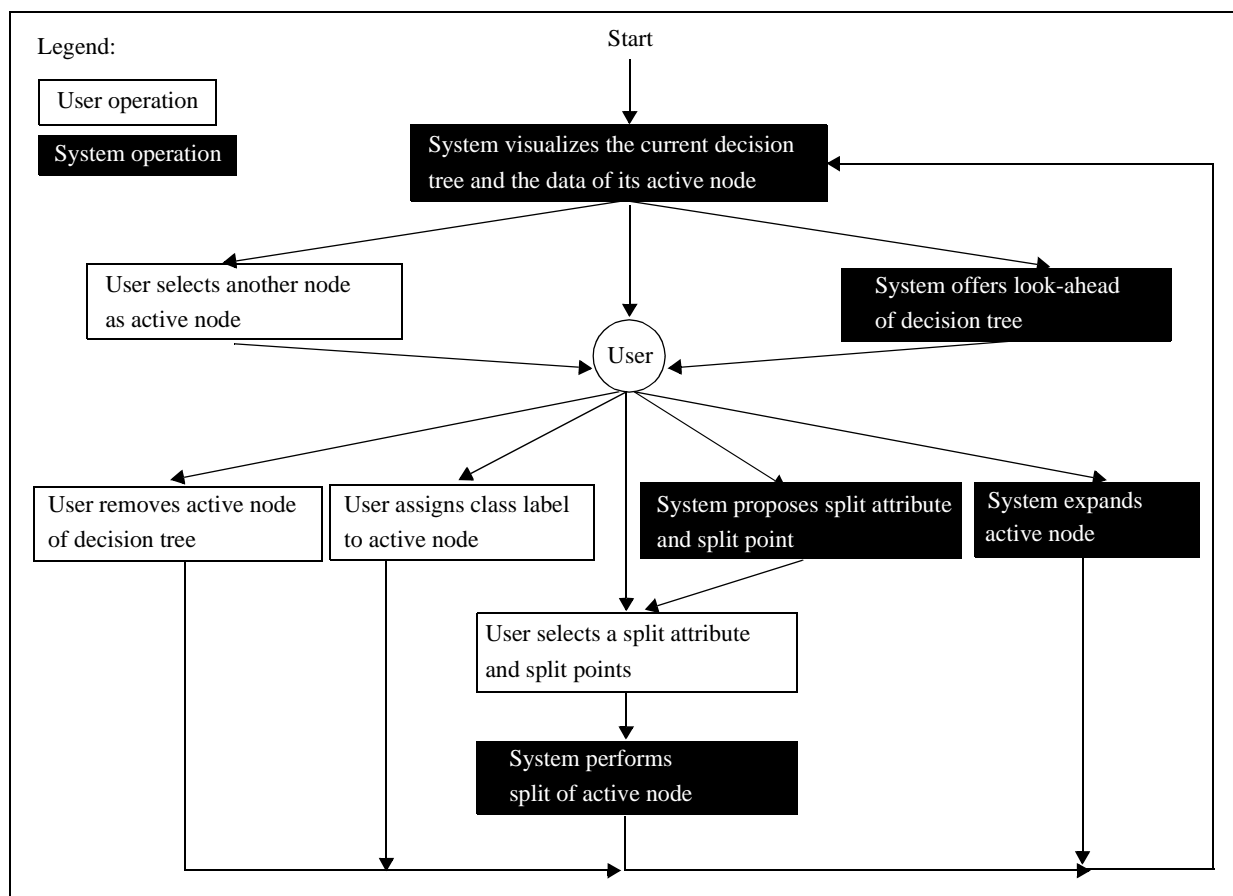 Legend:
User operation
System operation
Start
System visualizes the current decision
tree and the data of its active node
User selects another node
as active node
System offers look-ahead
of decision tree
User
User removes active node
of decision tree
User assigns class label
to active node
System proposes split attribute
and split point
System expands
active node
User selects a split attribute
and split points
System performs
split of active node